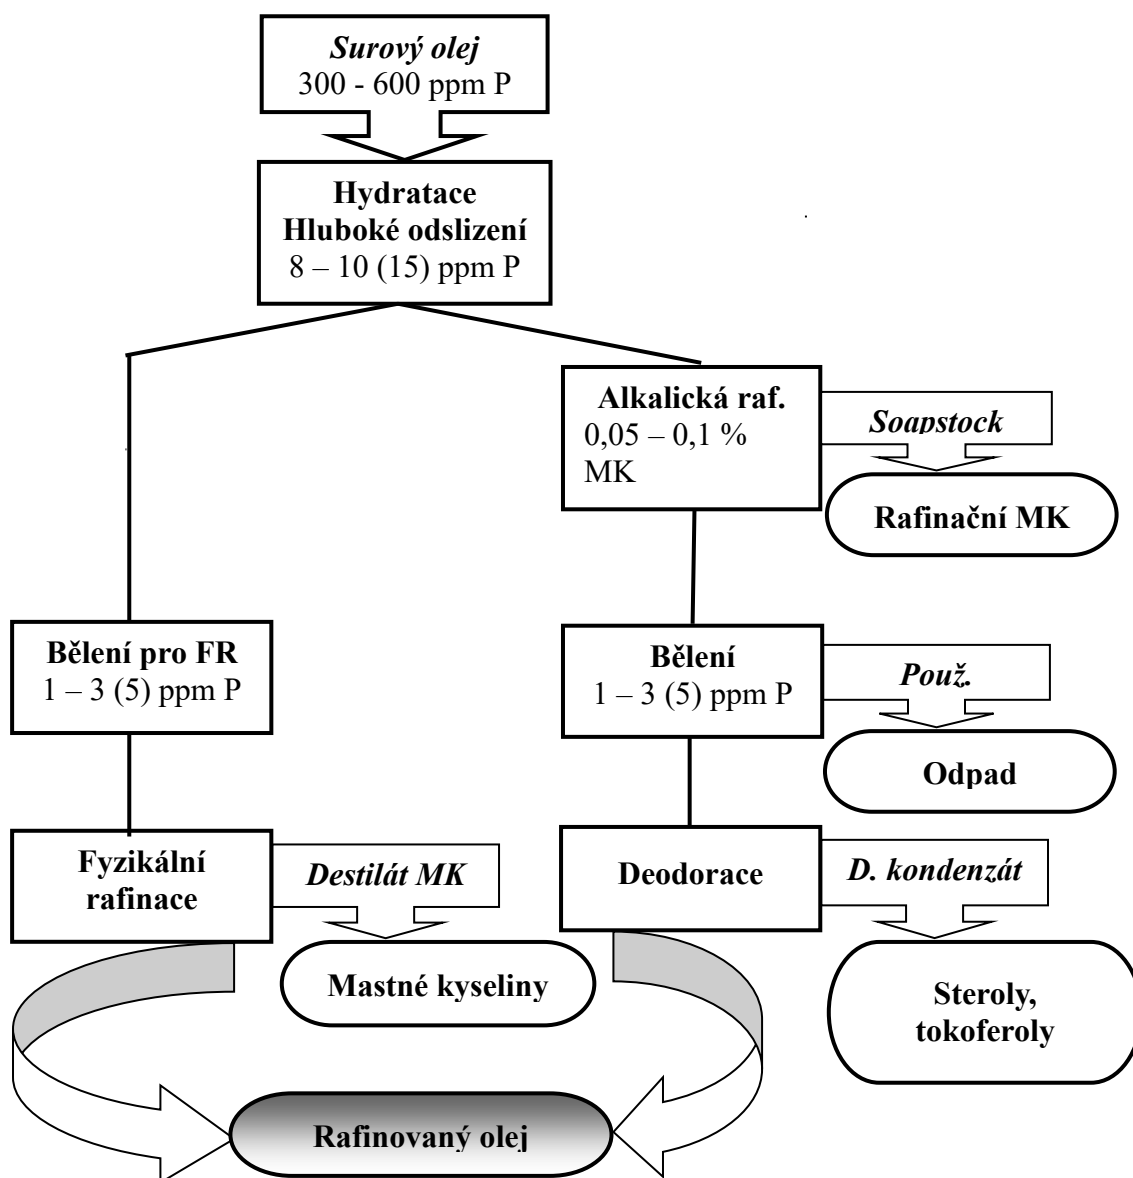 Surový olej
300 - 600 ppm P
Hydratace
Hluboké odslizení
8 – 10 (15) ppm P
Alkalická raf.
0,05 – 0,1 %
MK
Soapstock
Rafinační MK
Bělení pro FR
1 – 3 (5) ppm P
Bělení
1 – 3 (5) ppm P
Použ.
Odpad
Fyzikální
rafinace
Destilát MK
Mastné kyseliny
Deodorace
D. kondenzát
Steroly,
tokoferoly
Rafinovaný olej